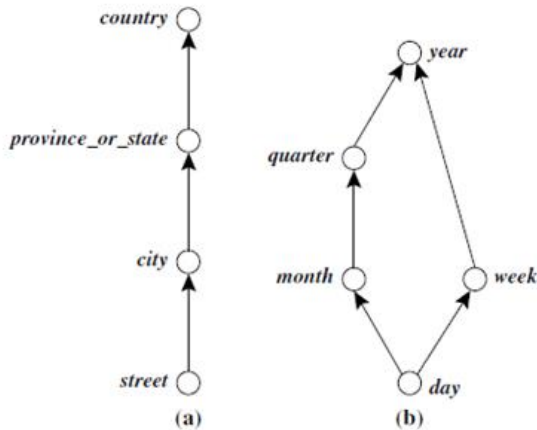 country
province_or_state
city
street
(a)
year
quarter
month
week
day
(b)